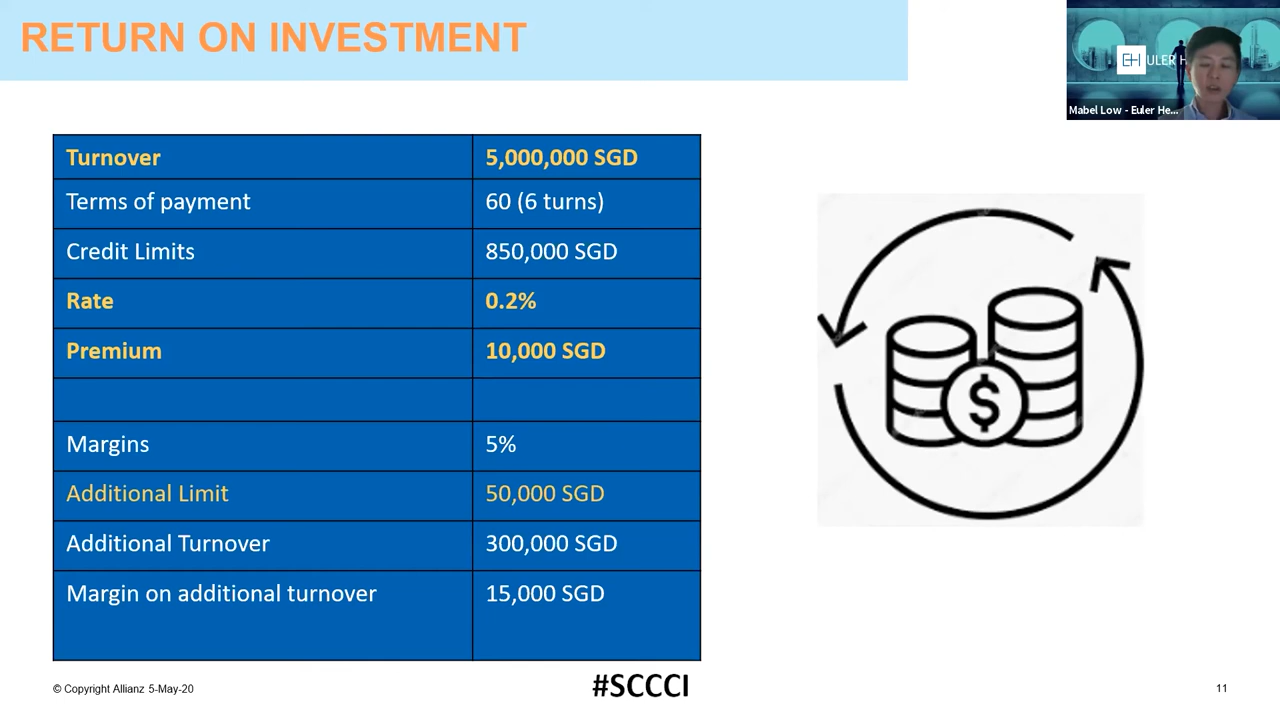 RETURN ON INVESTMENT
EH ULER H
Mabel Low - Euler He...
Turnover 5,000,000 SGD
Terms of payment 60 (6 turns)
Credit Limits 850,000 SGD
Rate 0.2%
Premium 10,000 SGD
Margins 5%
Additional Limit 50,000 SGD
Additional Turnover 300,000 SGD
Margin on additional turnover 15,000 SGD
$
© Copyright Allianz 5-May-20
#SCCCI
11